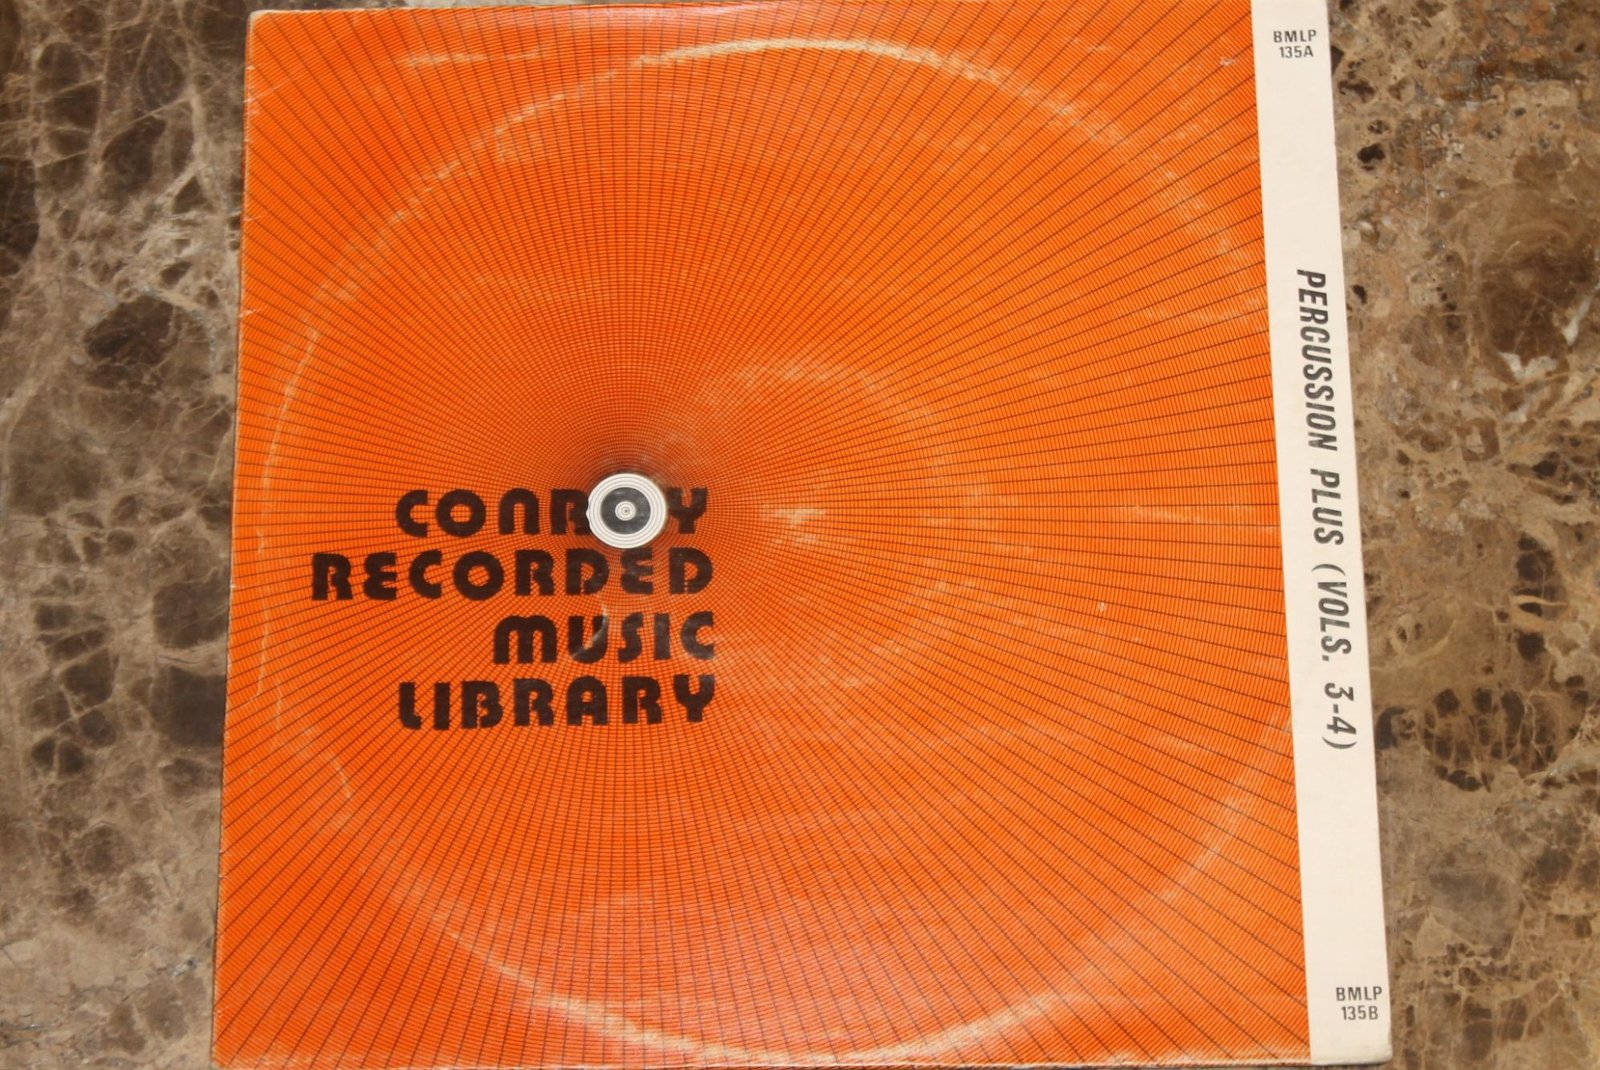 CONROY
RECORDED
MUSIC
LIBRARY
BMLP
135A
PERCUSSION PLUS (VOLS. 3-4)
BMLP
135B